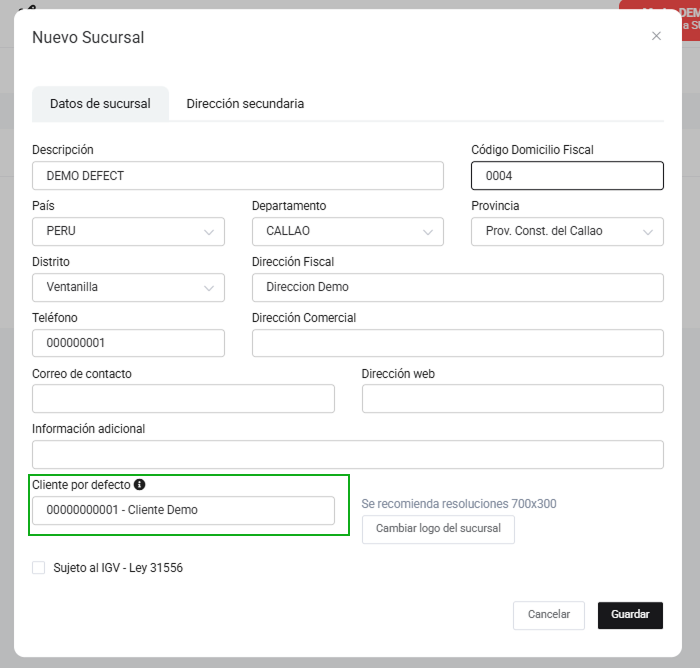 DEM
a SU
Nuevo Sucursal
Datos de sucursal Dirección secundaria
Descripción Código Domicilio Fiscal
DEMO DEFECT 0004
País Departamento Provincia
PERU CALLAO Prov. Const. del Callao
Distrito Dirección Fiscal
Ventanilla Direccion Demo
Teléfono Dirección Comercial
000000001
Correo de contacto Dirección web
Información adicional
Cliente por defecto
00000000001 - Cliente Demo
Se recomienda resoluciones 700x300
Cambiar logo del sucursal
Sujeto al IGV - Ley 31556
Cancelar Guardar